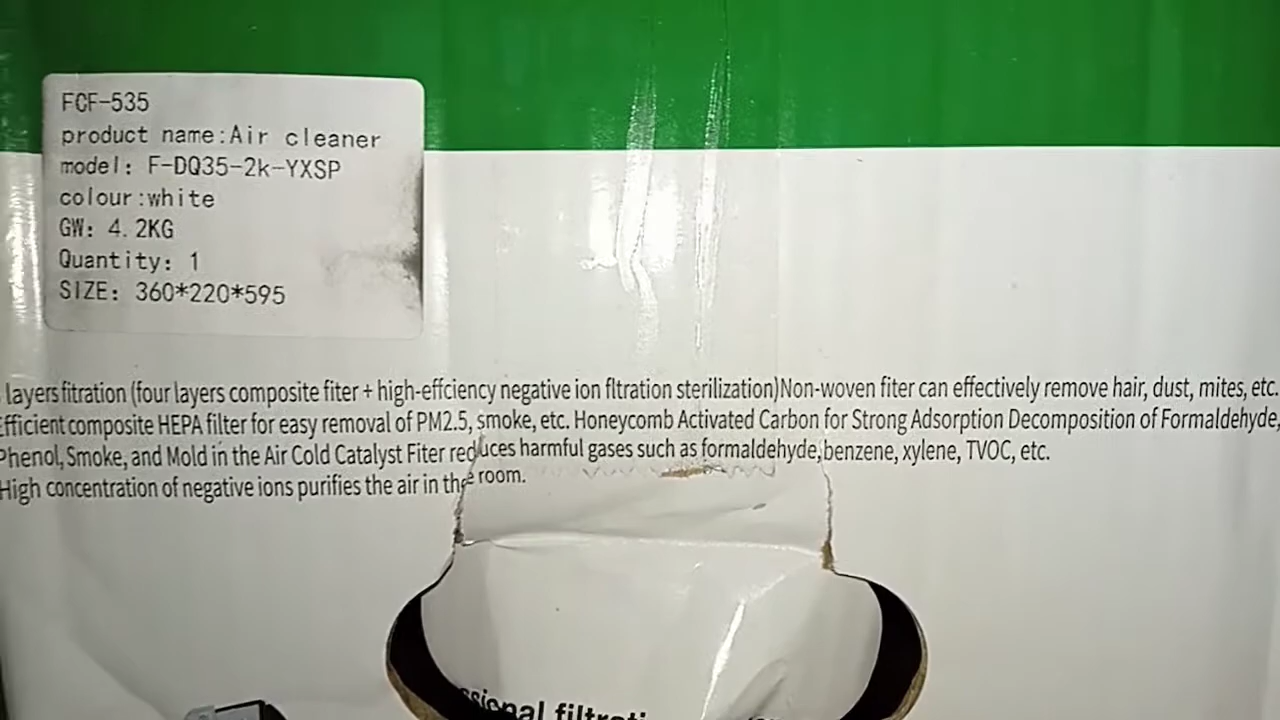 FCF-535
product name:Air cleaner
model: F-DQ35-2k-YXSP
colour:white
GW: 4.2KG
Quantity: 1
SIZE: 360*220*595
layers fitration (four layers composite fiter + high-effciency negative ion fltration sterilization)Non-woven fiter can effectively remove hair, dust, mites, etc.
Efficient composite HEPA filter for easy removal of PM2.5, smoke, etc. Honeycomb Activated Carbon for Strong Adsorption Decomposition of Formaldehyde,
Phenol, Smoke, and Mold in the Air Cold Catalyst Fiter reduces harmful gases such as formaldehyde,benzene, xylene, TVOC, etc.
High concentration of negative ions purifies the air in the room.